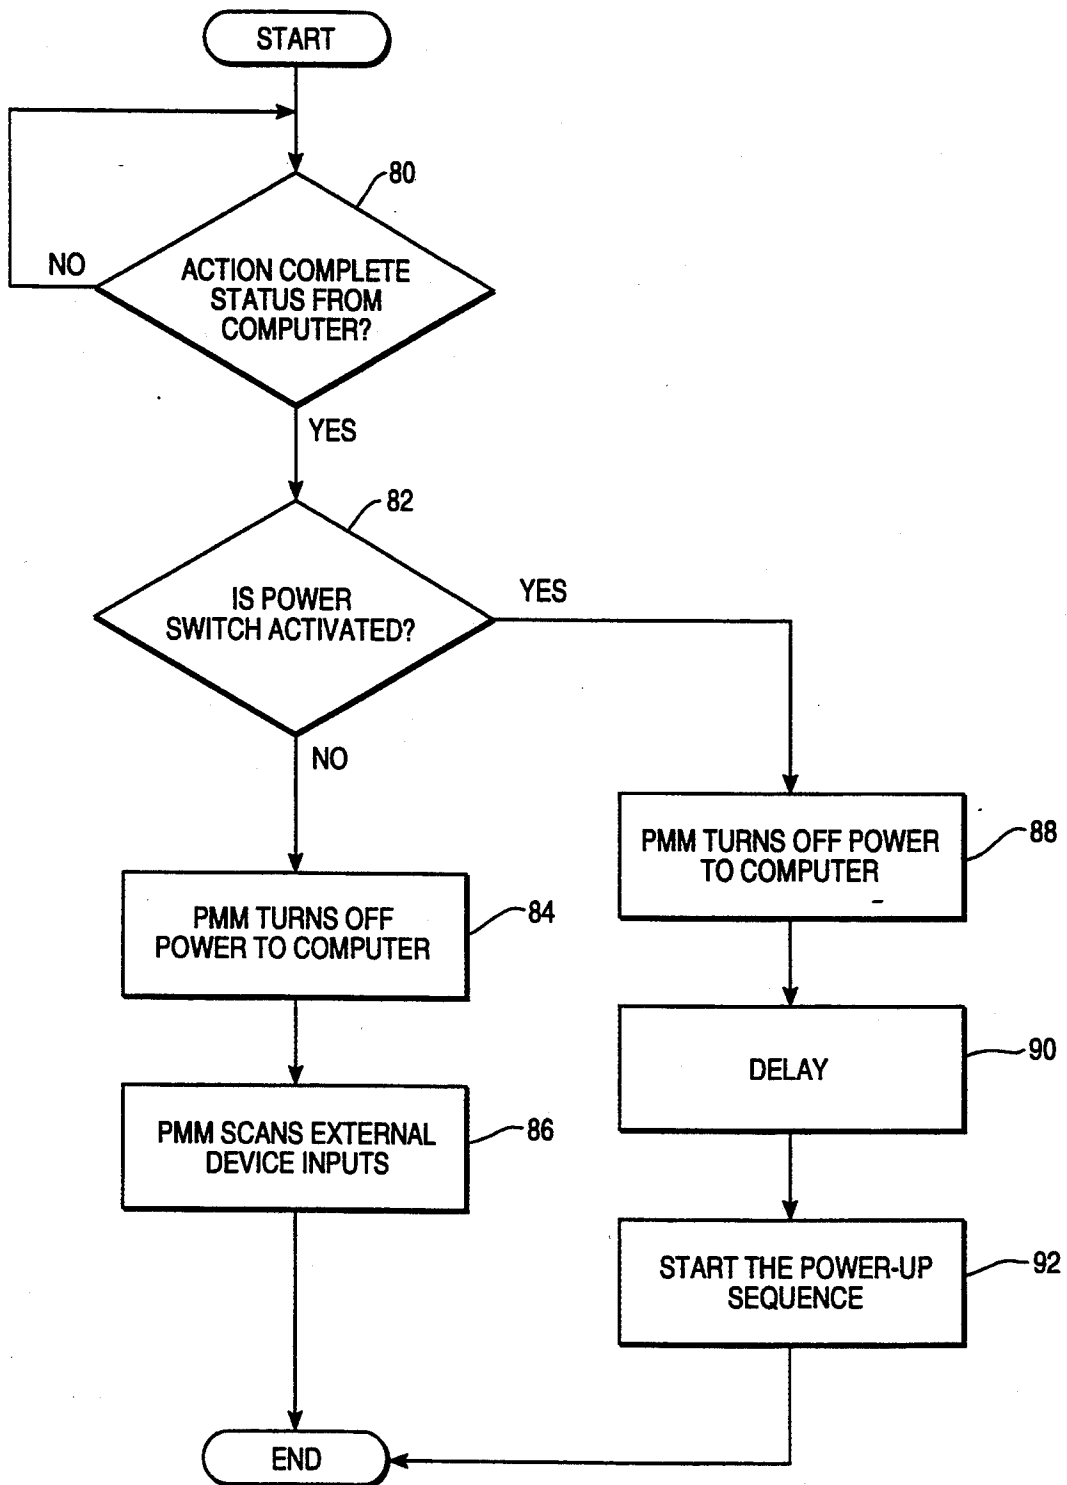 START
80
NO
ACTION COMPLETE
STATUS FROM
COMPUTER?
YES
82
IS POWER
SWITCH ACTIVATED?
YES
NO
PMM TURNS OFF POWER
TO COMPUTER
88
PMM TURNS OFF
POWER TO COMPUTER
84
DELAY
90
PMM SCANS EXTERNAL
DEVICE INPUTS
86
START THE POWER-UP
SEQUENCE
92
END